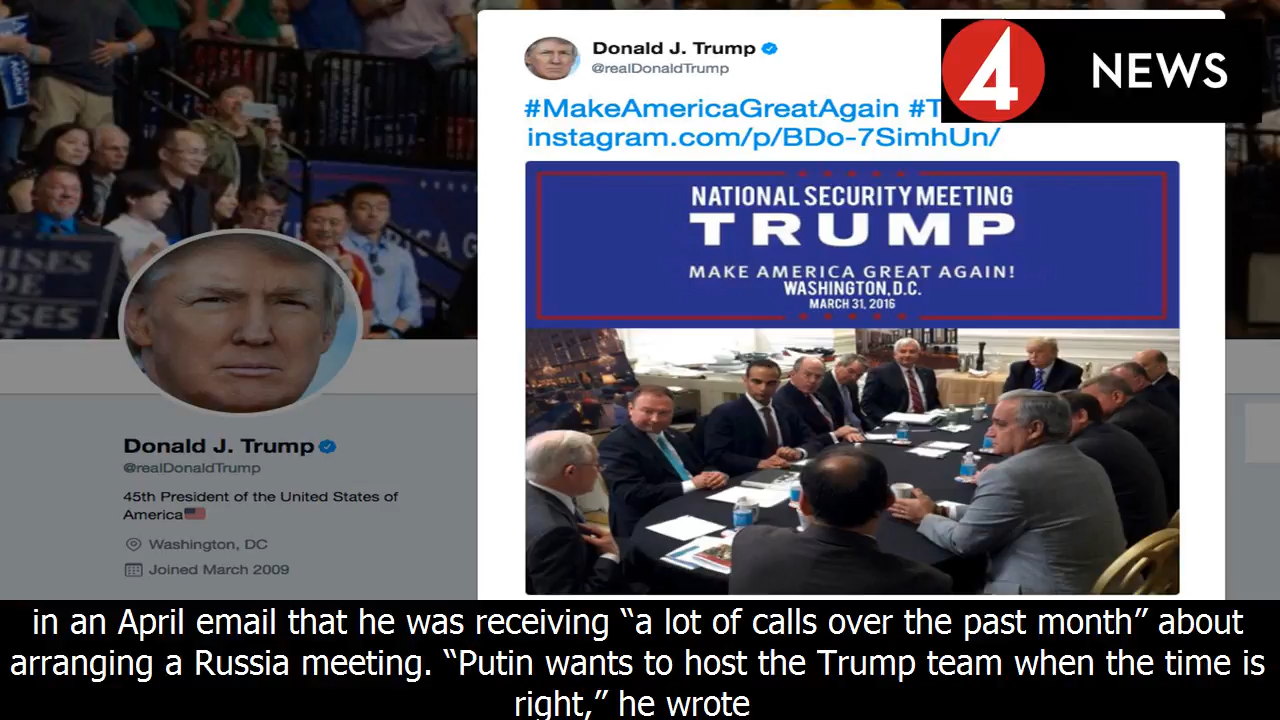 Donald J. Trump
@realDonaldTrump
4 NEWS
#MakeAmericaGreatAgain #T
instagram.com/p/BDo-7SimhUn/
NATIONAL SECURITY MEETING
TRUMP
MAKE AMERICA GREAT AGAIN!
WASHINGTON, D.C.
MARCH 31, 2016
Donald J. Trump
@realDonaldTrump
45th President of the United States of
America
Washington, DC
Joined March 2009
in an April email that he was receiving “a lot of calls over the past month” about
arranging a Russia meeting. “Putin wants to host the Trump team when the time is
right,” he wrote